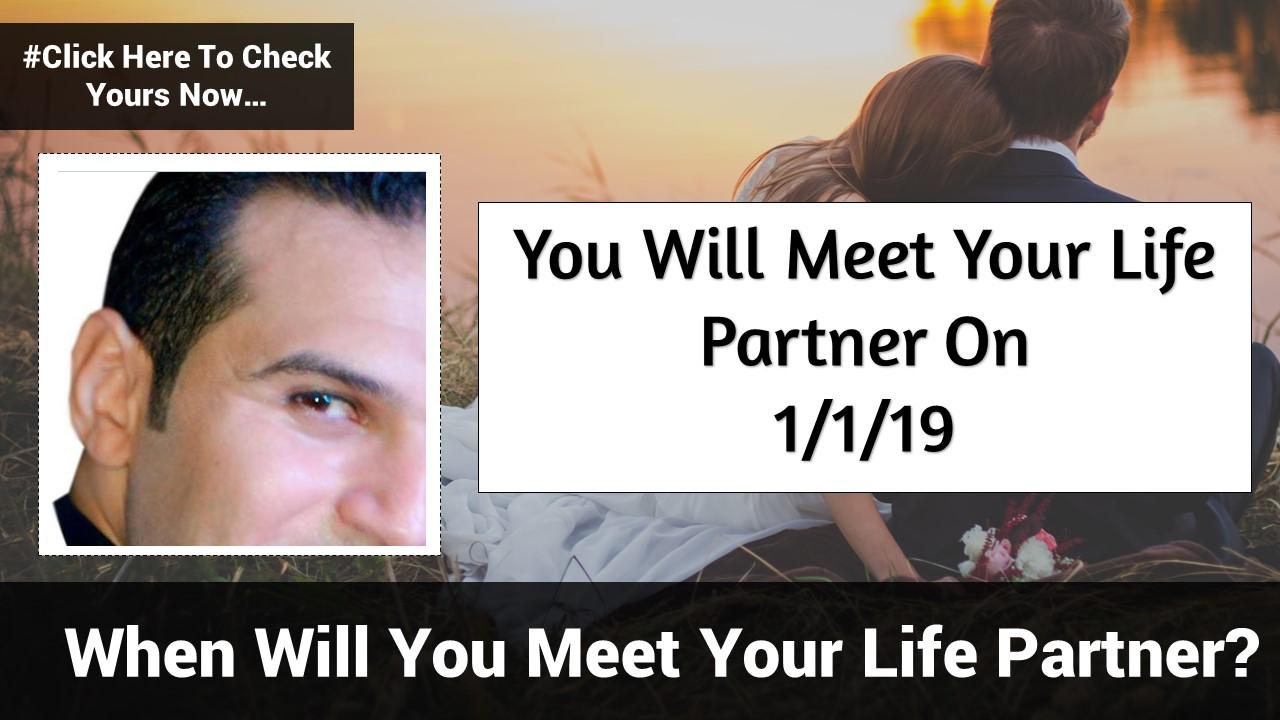 #Click Here To Check
Yours Now...
You Will Meet Your Life
Partner On
1/1/19
When Will You Meet Your Life Partner?